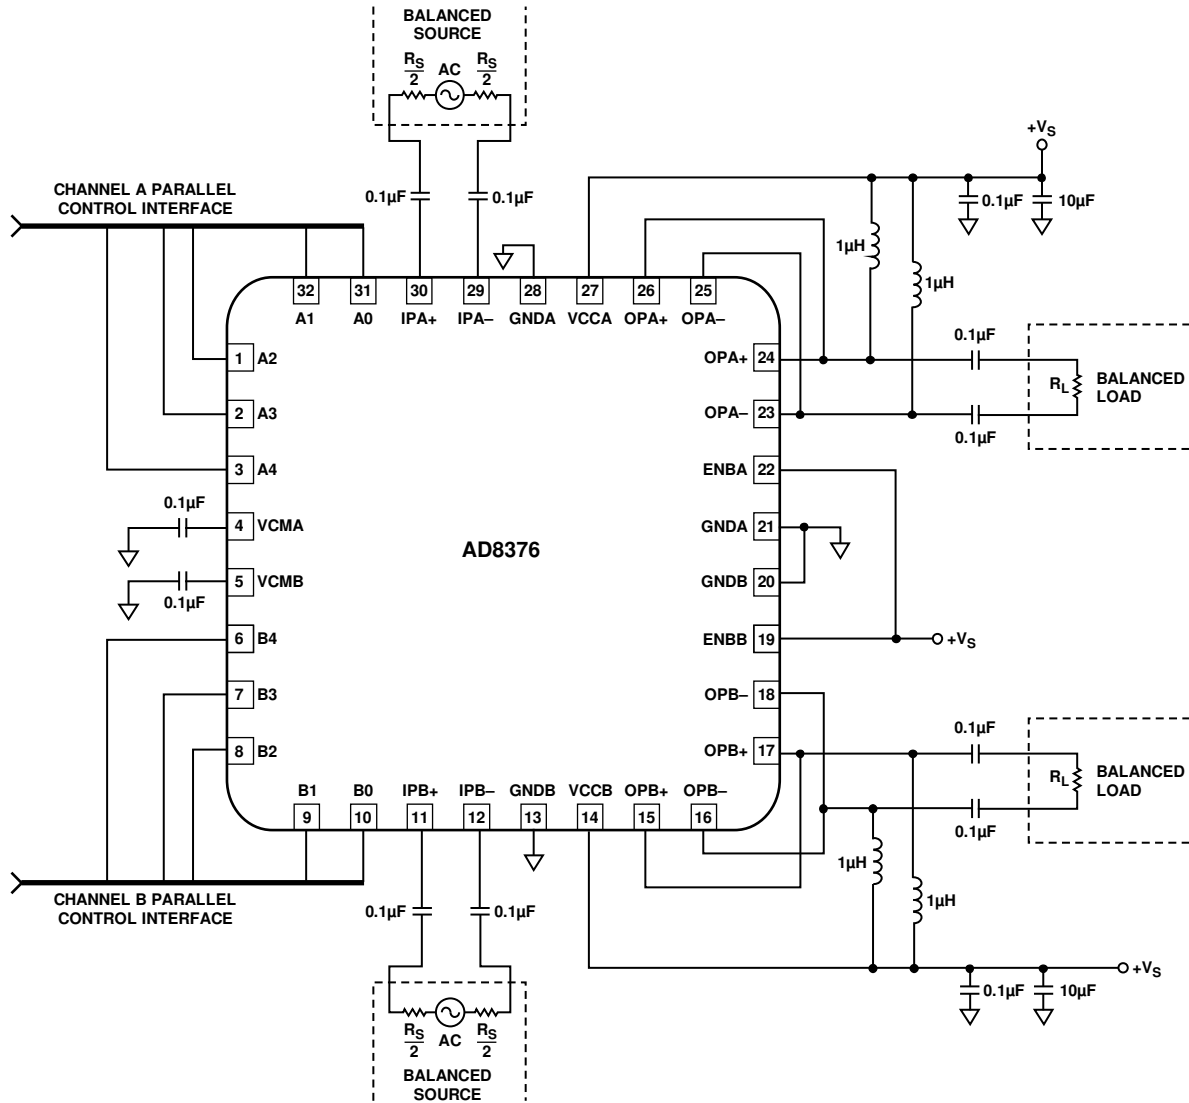 BALANCED
SOURCE
RS
2
AC
RS
2
+VS
CHANNEL A PARALLEL
CONTROL INTERFACE
0.1µF
0.1µF
0.1µF
10µF
1µH
1µH
32
31
30
29
28
27
26
25
A1
A0
IPA+
IPA–
GNDA
VCCA
OPA+
OPA–
1
A2
OPA+
24
0.1µF
RL
BALANCED
LOAD
2
A3
OPA–
23
0.1µF
3
A4
ENBA
22
0.1µF
4
VCMA
GNDA
21
AD8376
5
VCMB
GNDB
20
0.1µF
6
B4
ENBB
19
+VS
7
B3
OPB–
18
0.1µF
8
B2
OPB+
17
RL
BALANCED
LOAD
0.1µF
B1
B0
IPB+
IPB–
GNDB
VCCB
OPB+
OPB–
9
10
11
12
13
14
15
16
1µH
1µH
CHANNEL B PARALLEL
CONTROL INTERFACE
0.1µF
0.1µF
+VS
0.1µF
10µF
RS
2
AC
RS
2
BALANCED
SOURCE